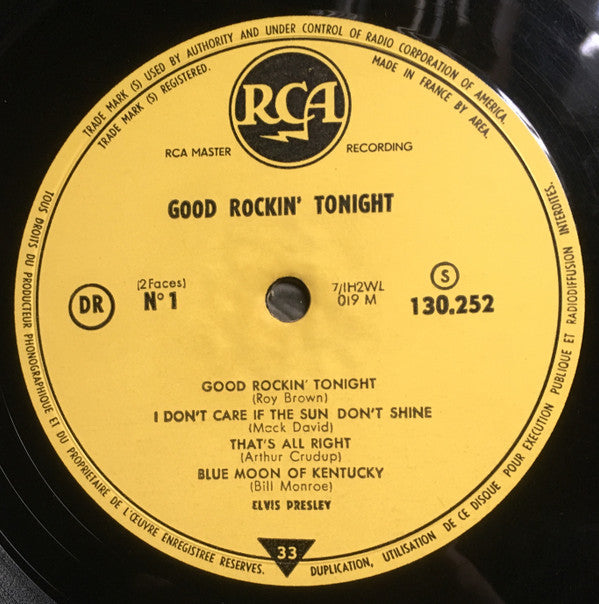 TRADE MARK (S) USED BY AUTHORITY AND UNDER CONTROL OF RADIO CORPORATION OF AMERICA.
TRADE MARK (S) REGISTERED.
MADE IN FRANCE BY AREA.
RCA
RCA MASTER RECORDING
GOOD ROCKIN' TONIGHT
DR
(2 Faces)
N° 1
7/1H2WL
019 M
S
130.252
GOOD ROCKIN' TONIGHT
(Roy Brown)
I DON'T CARE IF THE SUN DON'T SHINE
(Mack David)
THAT'S ALL RIGHT
(Arthur Crudup)
BLUE MOON OF KENTUCKY
(Bill Monroe)
ELVIS PRESLEY
33
TOUS DROITS DU PRODUCTEUR PHONOGRAPHIQUE ET DU PROPRIETAIRE DE L'ŒUVRE ENREGISTREE RESERVES. DUPLICATION, UTILISATION DE CE DISQUE POUR EXECUTION PUBLIQUE ET RADIODIFFUSION INTERDITES.